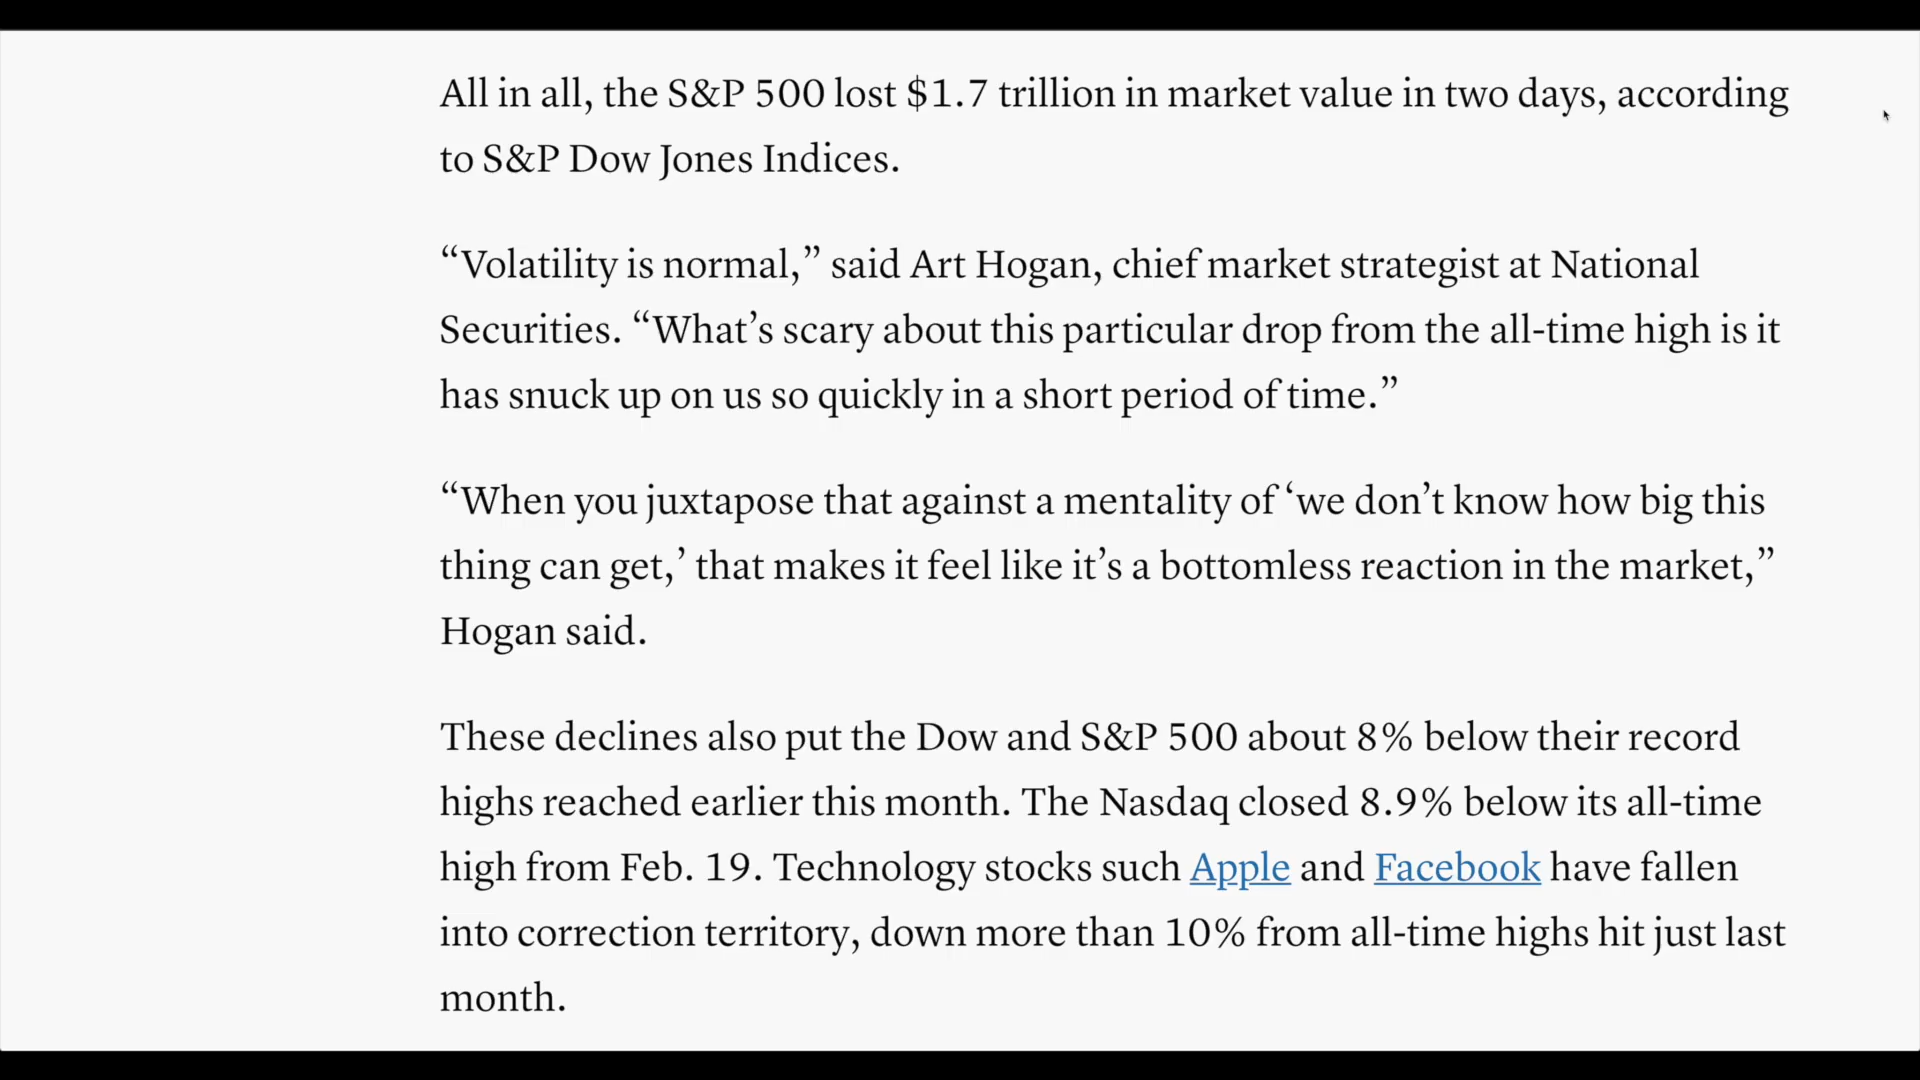 All in all, the S&P 500 lost $1.7 trillion in market value in two days, according
to S&P Dow Jones Indices.
“Volatility is normal,” said Art Hogan, chief market strategist at National
Securities. “What’s scary about this particular drop from the all-time high is it
has snuck up on us so quickly in a short period of time.”
“When you juxtapose that against a mentality of ‘we don’t know how big this
thing can get,’ that makes it feel like it’s a bottomless reaction in the market,”
Hogan said.
These declines also put the Dow and S&P 500 about 8% below their record
highs reached earlier this month. The Nasdaq closed 8.9% below its all-time
high from Feb. 19. Technology stocks such Apple and Facebook have fallen
into correction territory, down more than 10% from all-time highs hit just last
month.